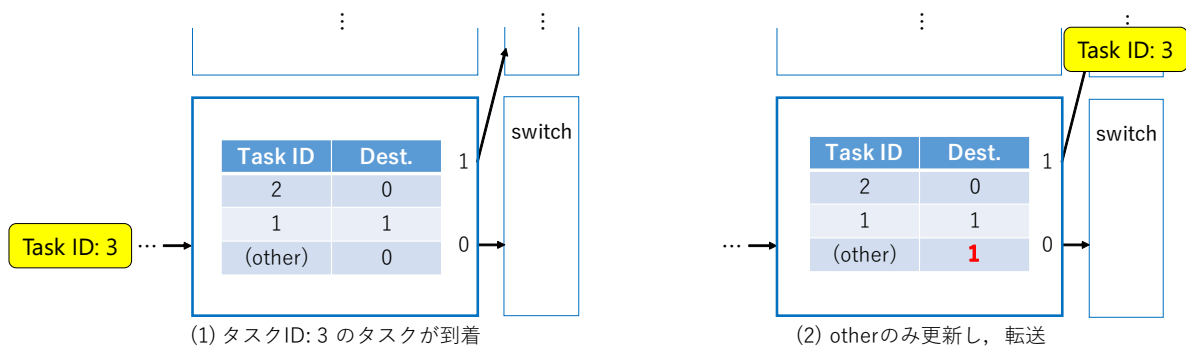 ⋮
⋮
switch
Task ID Dest.
2 0
1 1
(other) 0
1
0
Task ID: 3
…
(1) タスクID: 3 のタスクが到着
⋮
⋮
Task ID: 3
switch
Task ID Dest.
2 0
1 1
(other) 1
1
0
…
(2) otherのみ更新し，転送